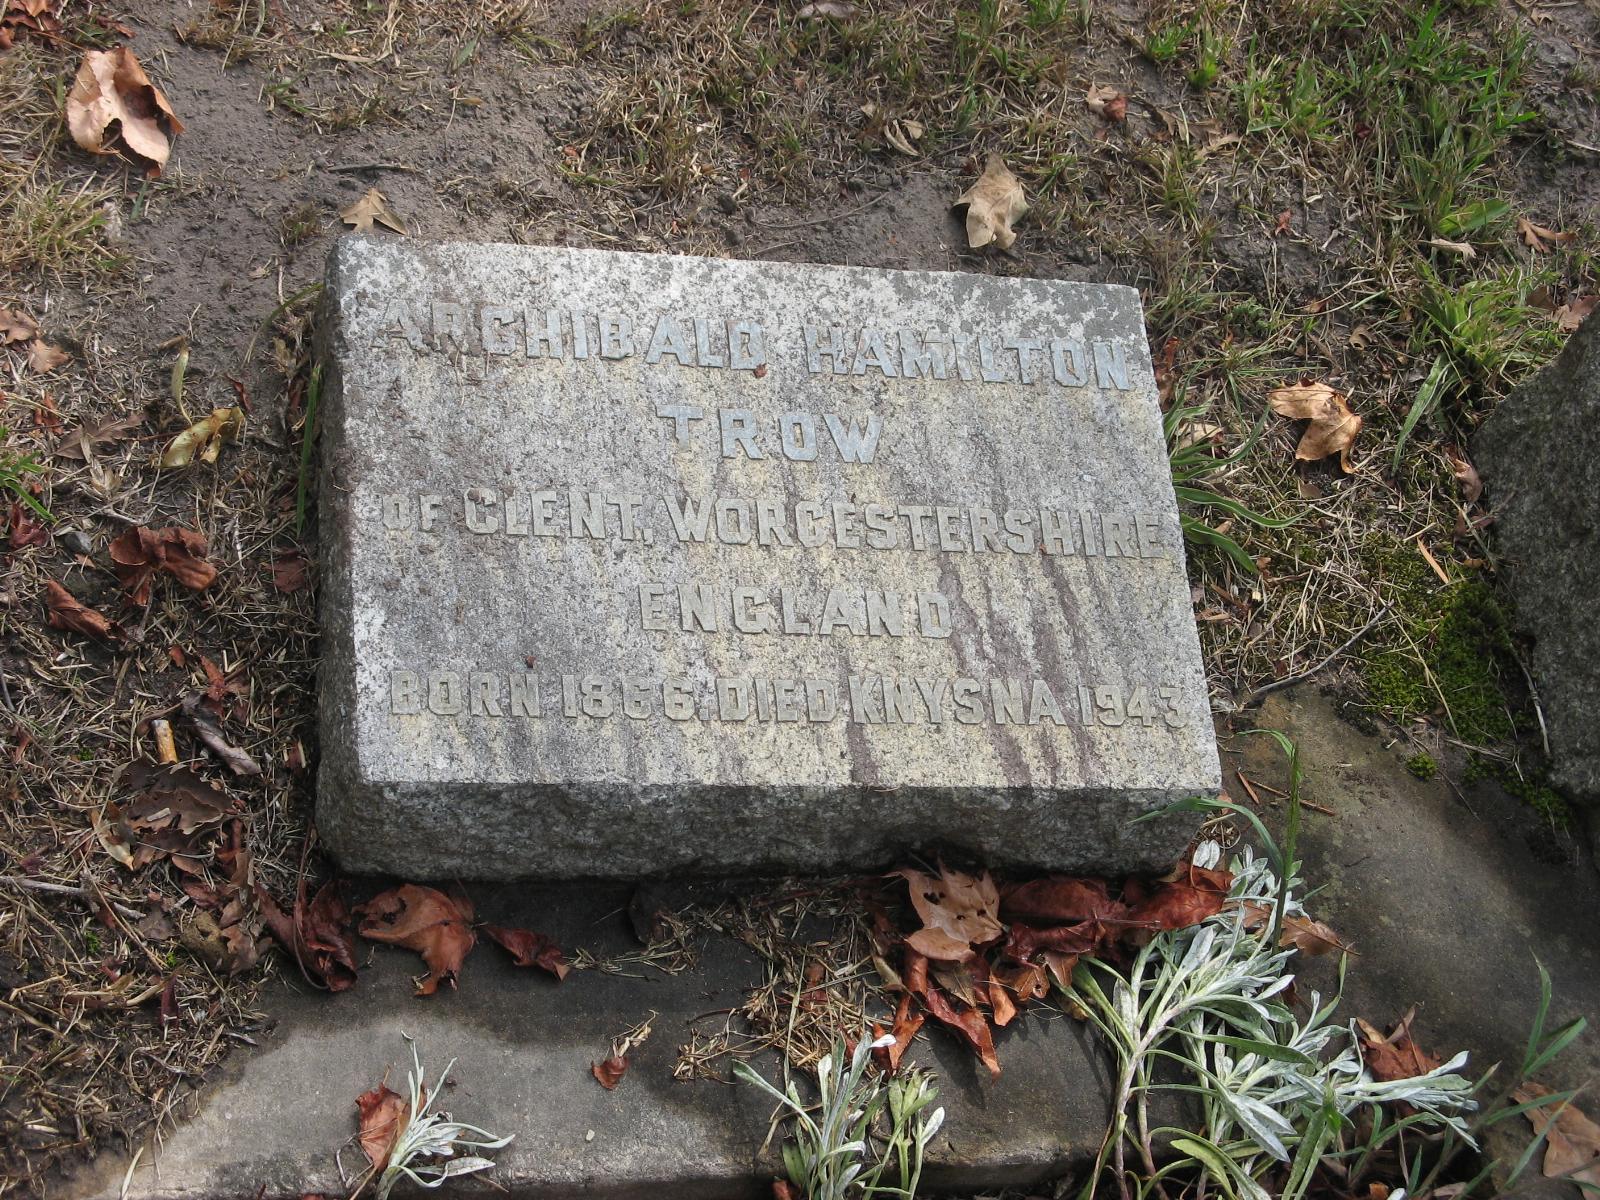 ARCHIBALD HAMILTON
TROW
OF CLENT, WORCESTERSHIRE
ENGLAND
BORN 1866. DIED KNYSNA 1943